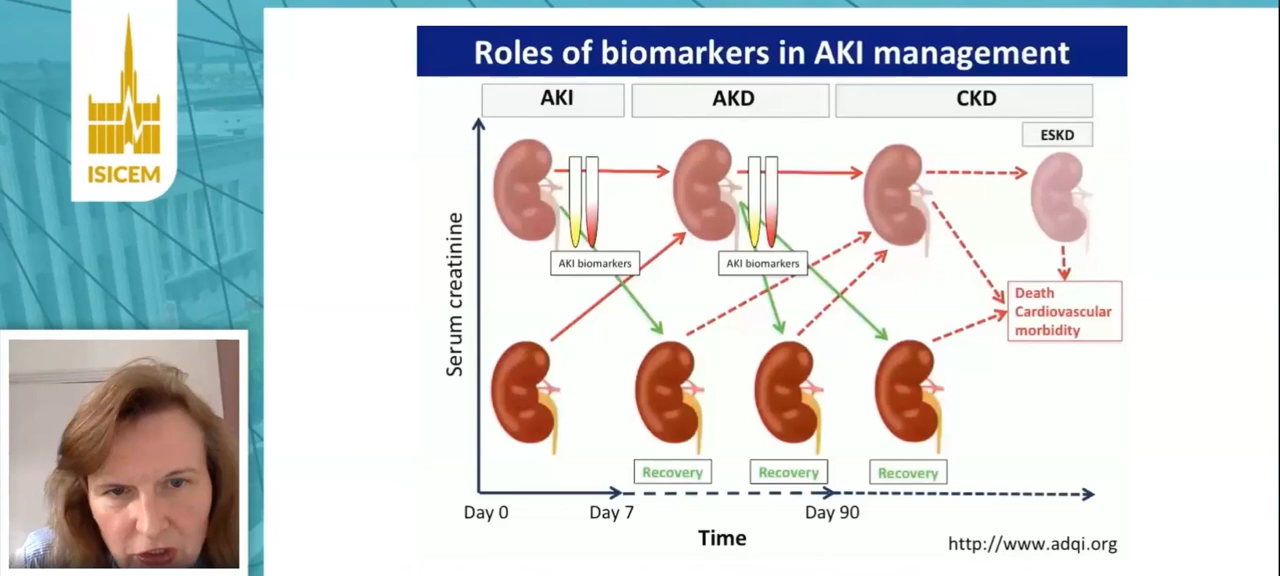 ISICEM
Roles of biomarkers in AKI management
AKI
AKD
CKD
ESKD
Serum creatinine
AKI biomarkers
AKI biomarkers
Death
Cardiovascular
morbidity
Recovery
Recovery
Recovery
Day 0
Day 7
Day 90
Time
http://www.adqi.org